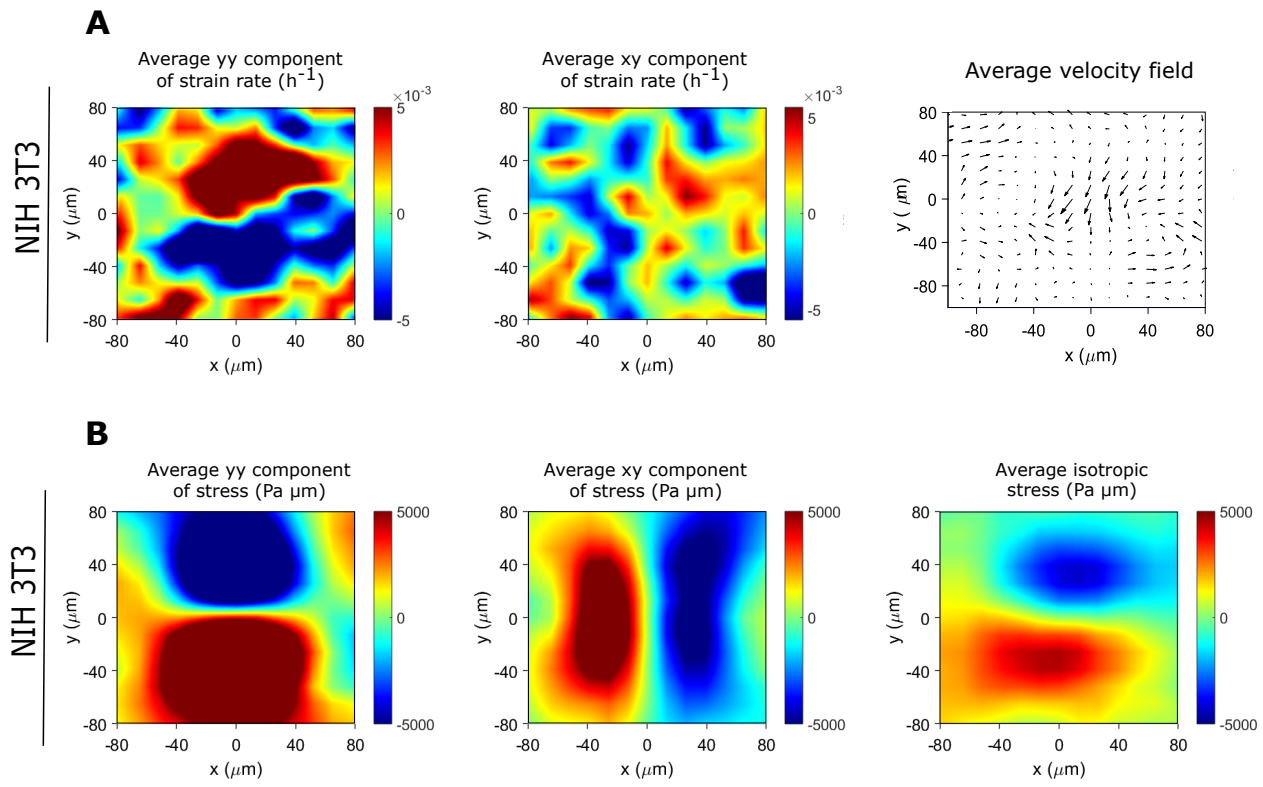 A
Average yy component
of strain rate (h-1)
Average xy component
of strain rate (h-1)
Average velocity field
NIH 3T3
×10-3
5
0
-5
80
40
0
-40
-80
y (μm)
-80 -40 0 40 80
x (μm)
×10-3
5
0
-5
80
40
0
-40
-80
y (μm)
-80 -40 0 40 80
x (μm)
80
40
0
-40
-80
y ( μm)
-80 -40 0 40 80
x (μm)
B
Average yy component
of stress (Pa μm)
Average xy component
of stress (Pa μm)
Average isotropic
stress (Pa μm)
NIH 3T3
5000
0
-5000
80
40
0
-40
-80
y (μm)
-80 -40 0 40 80
x (μm)
5000
0
-5000
80
40
0
-40
-80
y (μm)
-80 -40 0 40 80
x (μm)
5000
0
-5000
80
40
0
-40
-80
y (μm)
-80 -40 0 40 80
x (μm)